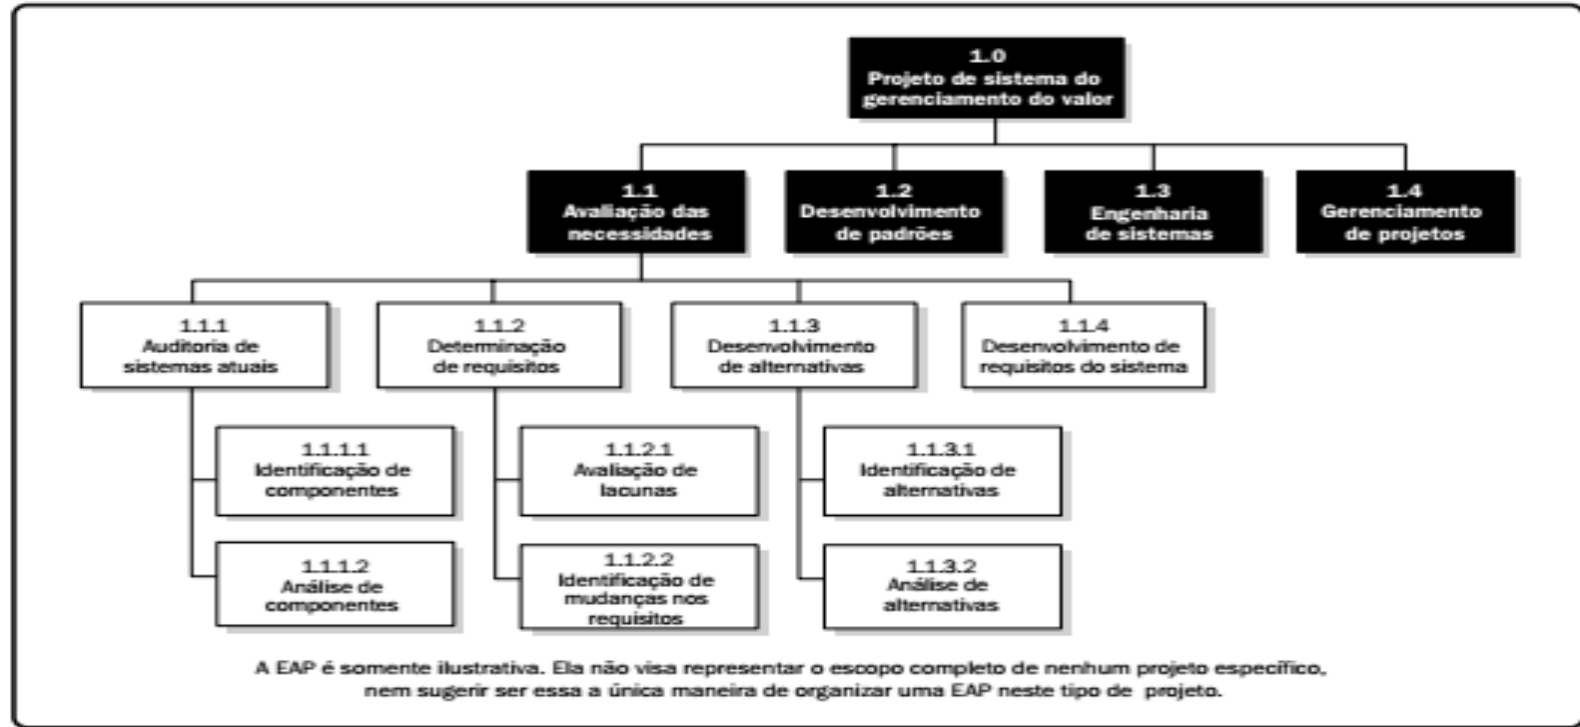 1.0
Projeto de sistema do
gerenciamento do valor
1.1
Avaliação das
necessidades
1.2
Desenvolvimento
de padrões
1.3
Engenharia
de sistemas
1.4
Gerenciamento
de projetos
1.1.1
Auditoria de
sistemas atuais
1.1.2
Determinação
de requisitos
1.1.3
Desenvolvimento
de alternativas
1.1.4
Desenvolvimento de
requisitos do sistema
1.1.1.1
Identificação de
componentes
1.1.2.1
Avaliação de
lacunas
1.1.3.1
Identificação de
alternativas
1.1.1.2
Análise de
componentes
1.1.2.2
Identificação de
mudanças nos
requisitos
1.1.3.2
Análise de
alternativas
A EAP é somente ilustrativa. Ela não visa representar o escopo completo de nenhum projeto específico,
nem sugerir ser essa a única maneira de organizar uma EAP neste tipo de projeto.